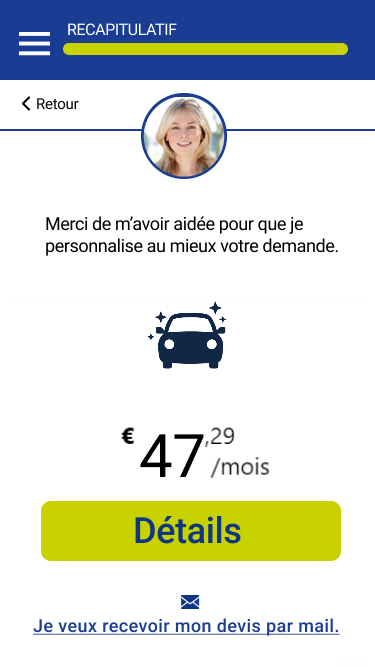 RECAPITULATIF
Retour
Merci de m’avoir aidée pour que je
personnalise au mieux votre demande.
€ 47,29
/mois
Détails
Je veux recevoir mon devis par mail.